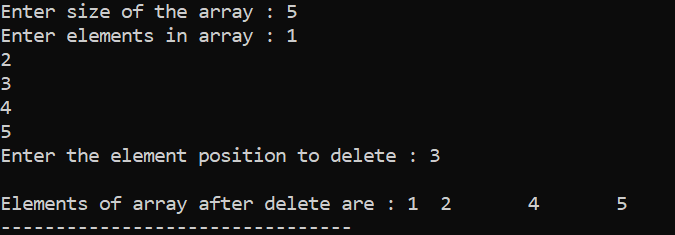 Enter size of the array : 5
Enter elements in array : 1
2
3
4
5
Enter the element position to delete : 3
Elements of array after delete are : 1  2       4       5
--------------------------------